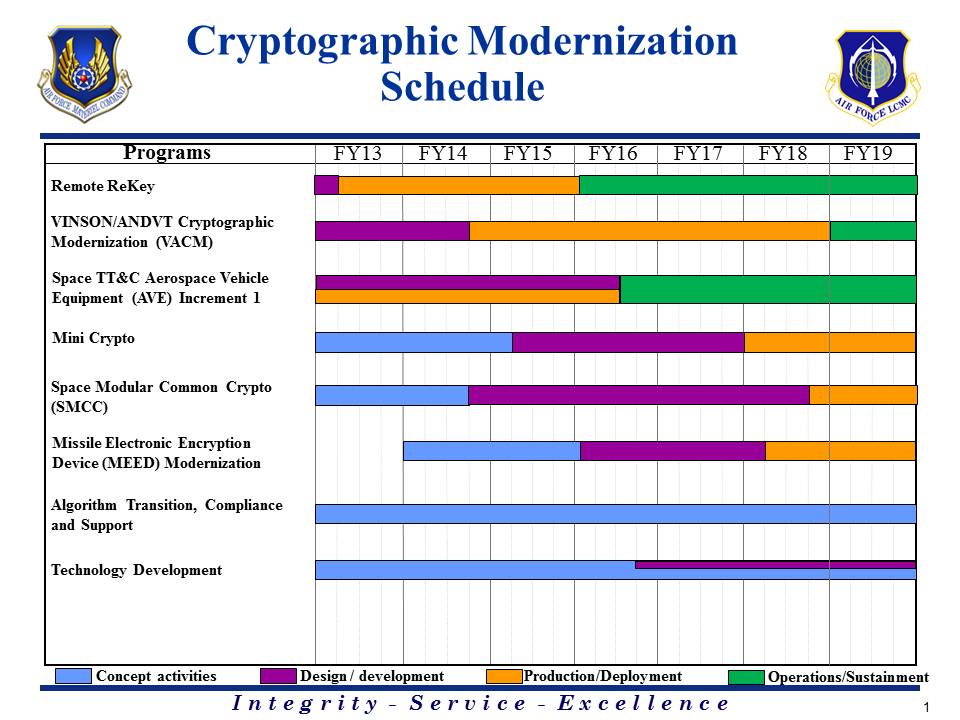 Cryptographic Modernization
Schedule
AIR FORCE MATERIEL COMMAND
AIR FORCE LCMC
Programs FY13 FY14 FY15 FY16 FY17 FY18 FY19
Remote ReKey
VINSON/ANDVT Cryptographic
Modernization (VACM)
Space TT&C Aerospace Vehicle
Equipment (AVE) Increment 1
Mini Crypto
Space Modular Common Crypto
(SMCC)
Missile Electronic Encryption
Device (MEED) Modernization
Algorithm Transition, Compliance
and Support
Technology Development
Concept activities Design / development Production/Deployment Operations/Sustainment
Integrity - Service - Excellence
1